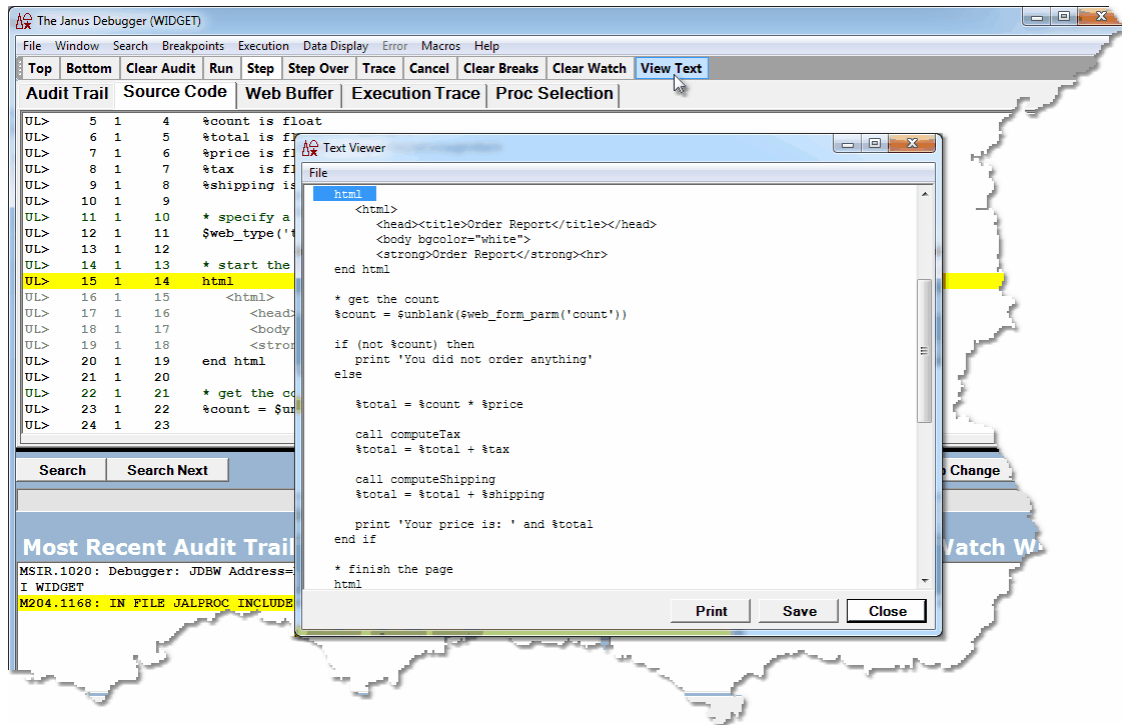 The Janus Debugger (WIDGET)
File Window Search Breakpoints Execution Data Display Error Macros Help
Top Bottom Clear Audit Run Step Step Over Trace Cancel Clear Breaks Clear Watch View Text
Audit Trail Source Code Web Buffer Execution Trace Proc Selection
UL> 5 1 4 %count is float
UL> 6 1 5 %total is fl
UL> 7 1 6 %price is fl
UL> 8 1 7 %tax is fl
UL> 9 1 8 %shipping is
UL> 10 1 9
UL> 11 1 10 * specify a
UL> 12 1 11 $web_type('t
UL> 13 1 12
UL> 14 1 13 * start the
UL> 15 1 14 html
UL> 16 1 15 <html>
UL> 17 1 16 <head>
UL> 18 1 17 <body
UL> 19 1 18 <stron
UL> 20 1 19 end html
UL> 21 1 20
UL> 22 1 21 * get the co
UL> 23 1 22 %count = $un
UL> 24 1 23
Text Viewer
File
html
<html>
<head><title>Order Report</title></head>
<body bgcolor="white">
<strong>Order Report</strong><hr>
end html
* get the count
%count = $unblank($web_form_parm('count'))
if (not %count) then
print 'You did not order anything'
else
%total = %count * %price
call computeTax
%total = %total + %tax
call computeShipping
%total = %total + %shipping
print 'Your price is: ' and %total
end if
* finish the page
html
Print Save Close
Search Search Next Change
Most Recent Audit Trail Watch W
MSIR.1020: Debugger: JDBW Address=
I WIDGET
M204.1168: IN FILE JALPROC INCLUDE